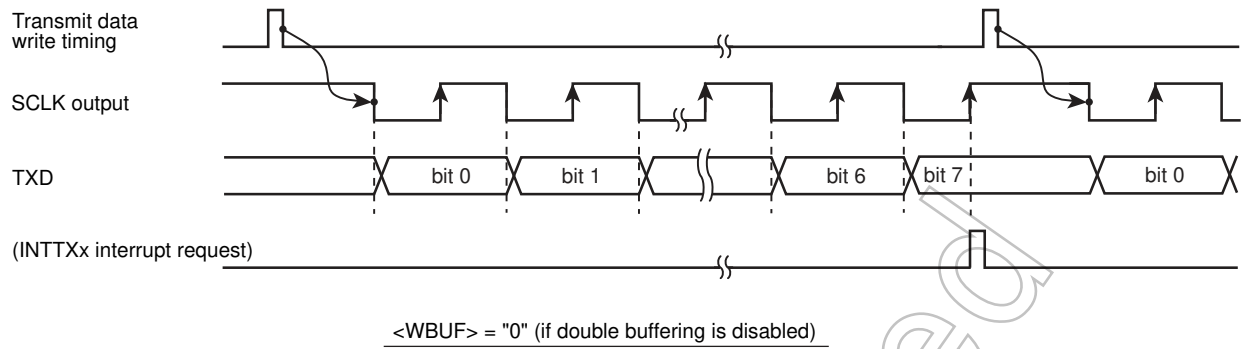 Transmit data
write timing
SCLK output
TXD
bit 0
bit 1
bit 6
bit 7
bit 0
(INTTXx interrupt request)
<WBUF> = "0" (if double buffering is disabled)